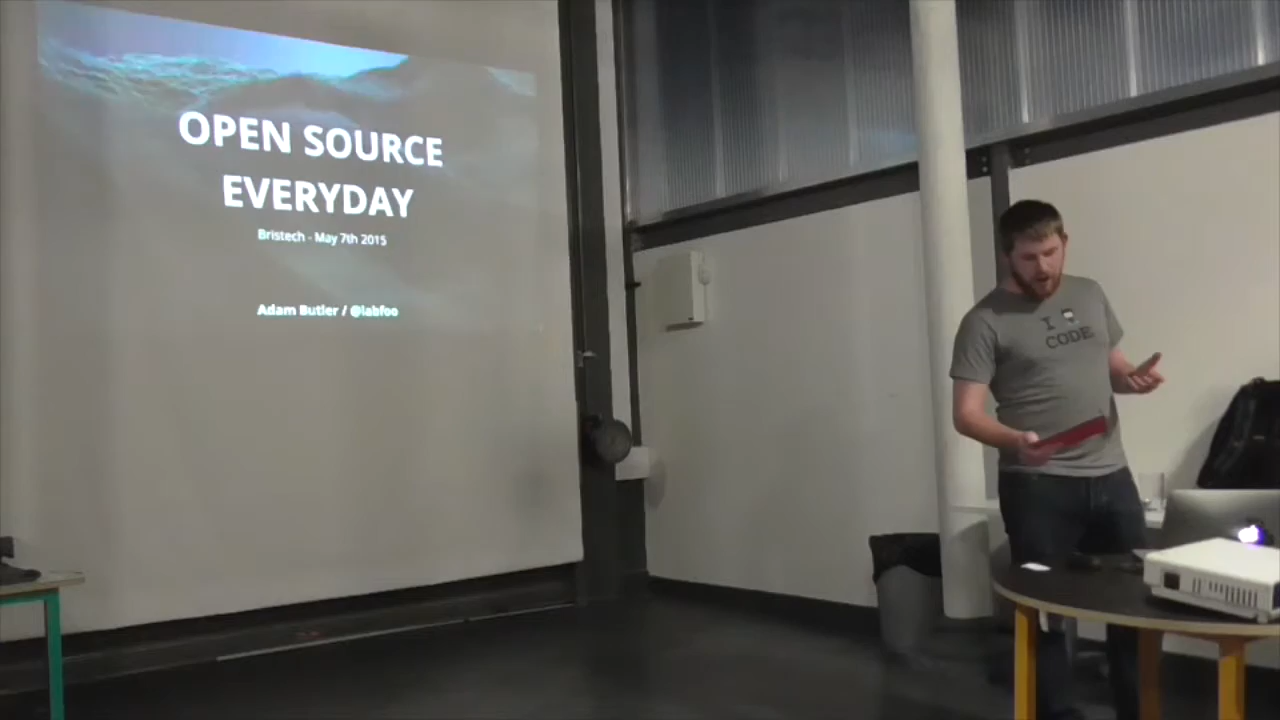 OPEN SOURCE
EVERYDAY
Bristech - May 7th 2015
Adam Butler / @labfoo
I
CODE